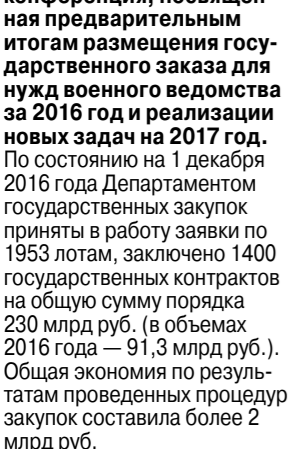 конференция, посвящен-
ная предварительным
итогам размещения госу-
дарственного заказа для
нужд военного ведомства
за 2016 год и реализации
новых задач на 2017 год.
По состоянию на 1 декабря
2016 года Департаментом
государственных закупок
приняты в работу заявки по
1953 лотам, заключено 1400
государственных контрактов
на общую сумму порядка
230 млрд руб. (в объемах
2016 года — 91,3 млрд руб.).
Общая экономия по резуль-
татам проведенных процедур
закупок составила более 2
млрд руб.